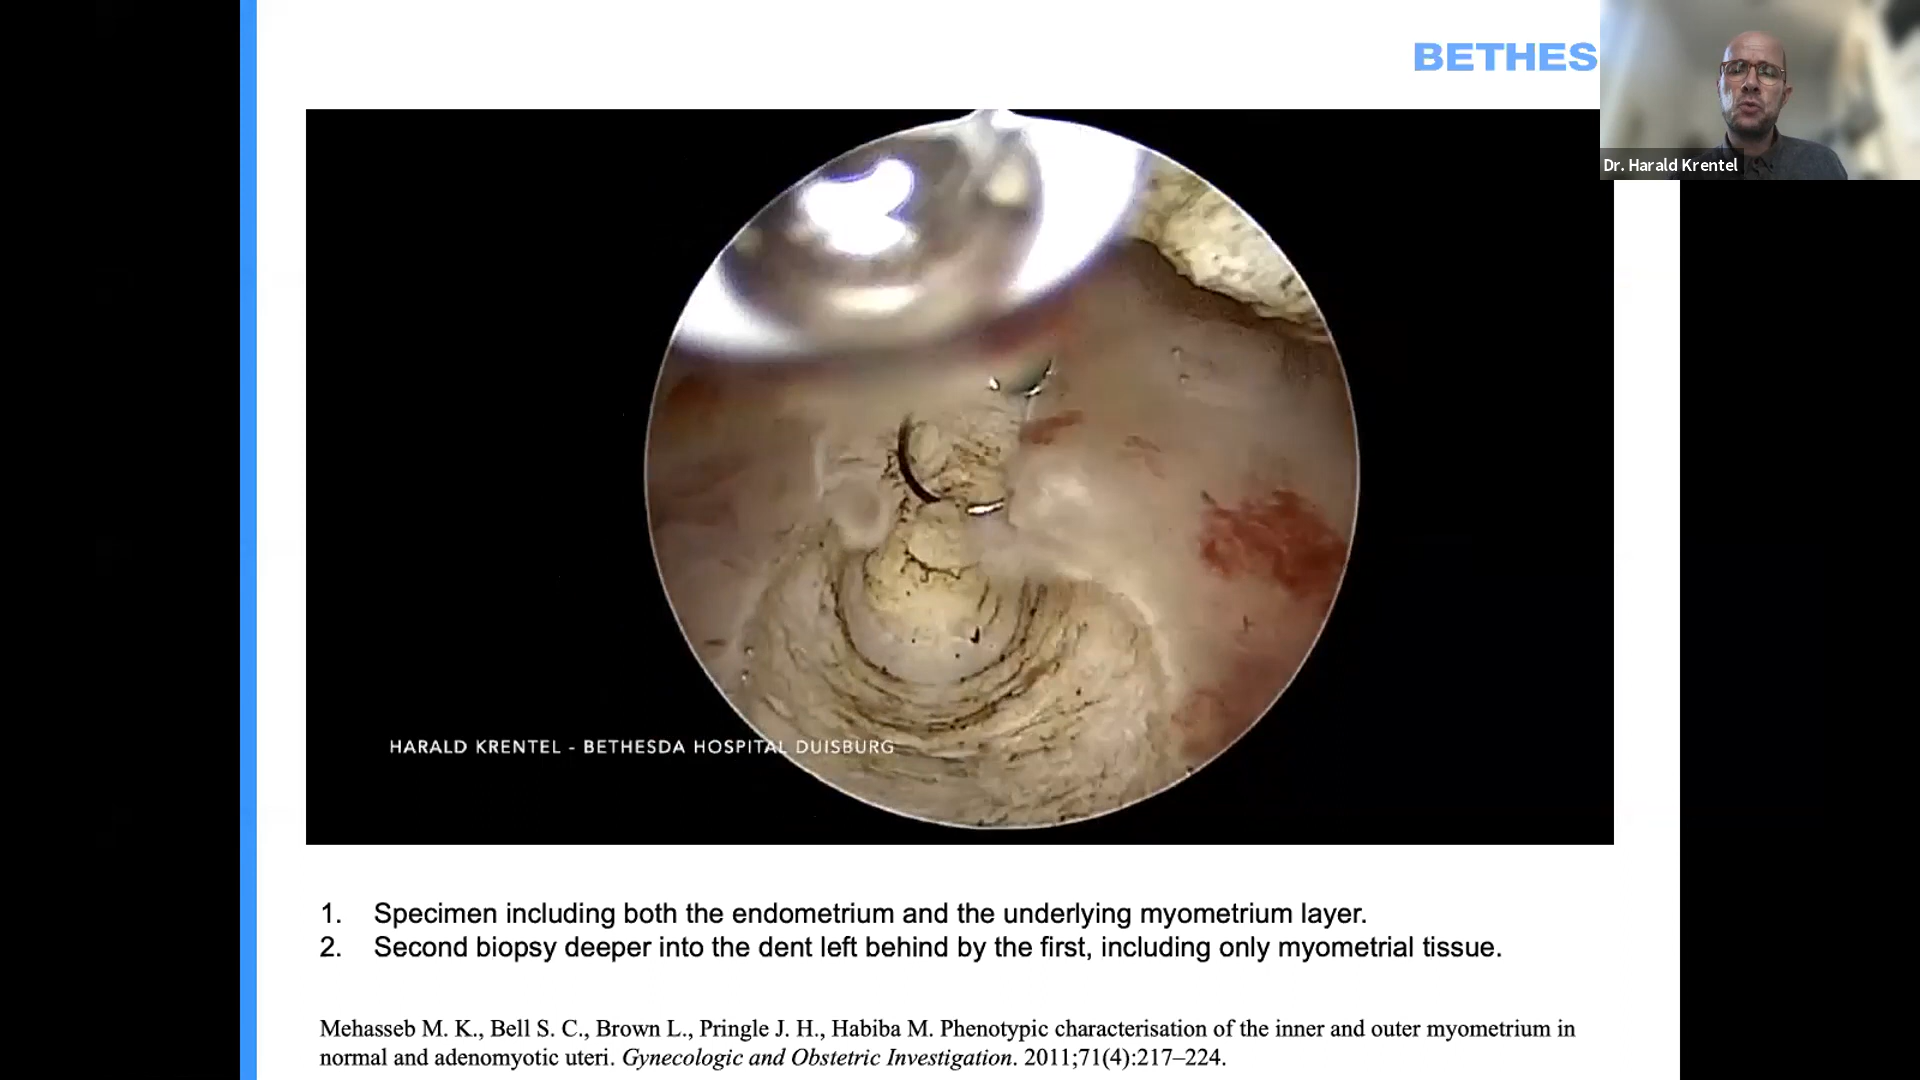 BETHES
Dr. Harald Krentel
HARALD KRENTEL - BETHESDA HOSPITAL DUISBURG
1. Specimen including both the endometrium and the underlying myometrium layer.
2. Second biopsy deeper into the dent left behind by the first, including only myometrial tissue.
Mehasseb M. K., Bell S. C., Brown L., Pringle J. H., Habiba M. Phenotypic characterisation of the inner and outer myometrium in
normal and adenomyotic uteri. Gynecologic and Obstetric Investigation. 2011;71(4):217–224.